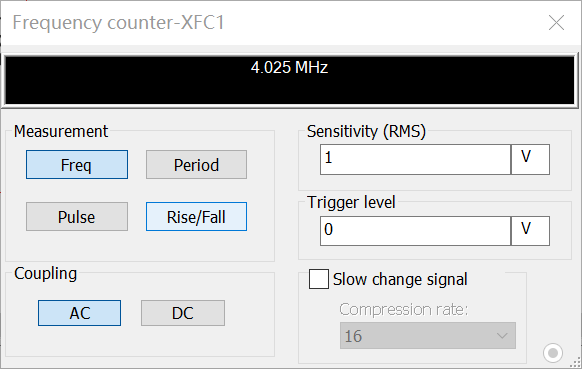 Frequency counter-XFC1
4.025 MHz
Measurement
Freq
Period
Pulse
Rise/Fall
Coupling
AC
DC
Sensitivity (RMS)
1
V
Trigger level
0
V
Slow change signal
Compression rate:
16